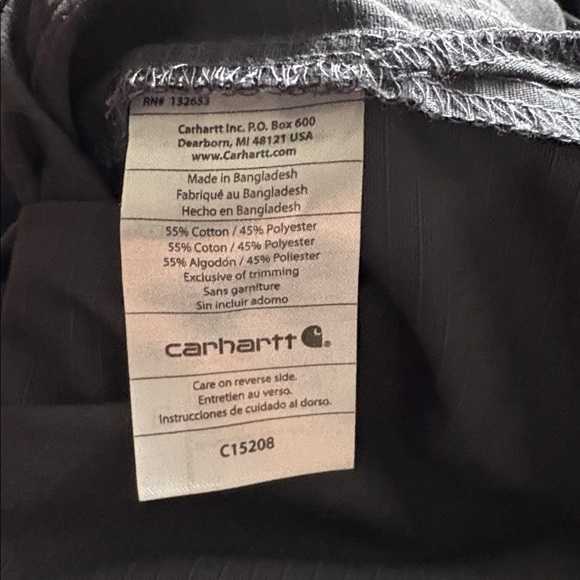 RN# 132653
Carhartt Inc. P.O. Box 600
Dearborn, MI 48121 USA
www.Carhartt.com
Made in Bangladesh
Fabriqué au Bangladesh
Hecho en Bangladesh
55% Cotton / 45% Polyester
55% Coton / 45% Polyester
55% Algodón / 45% Poliester
Exclusive of trimming
Sans garniture
Sin incluir adorno
carhartt
Care on reverse side.
Entretien au verso.
Instrucciones de cuidado al dorso.
C15208